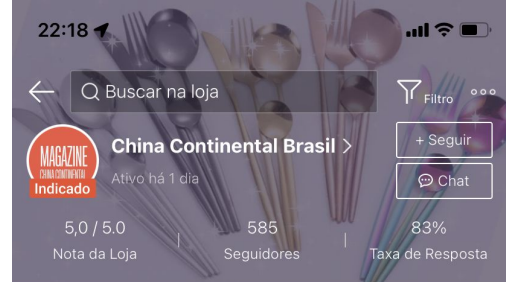 22:18
Buscar na loja
Filtro
MAGAZINE
CHINA CONTINENTAL
Indicado
China Continental Brasil
Ativo há 1 dia
+ Seguir
Chat
5,0 / 5.0
585
83%
Nota da Loja
Seguidores
Taxa de Resposta